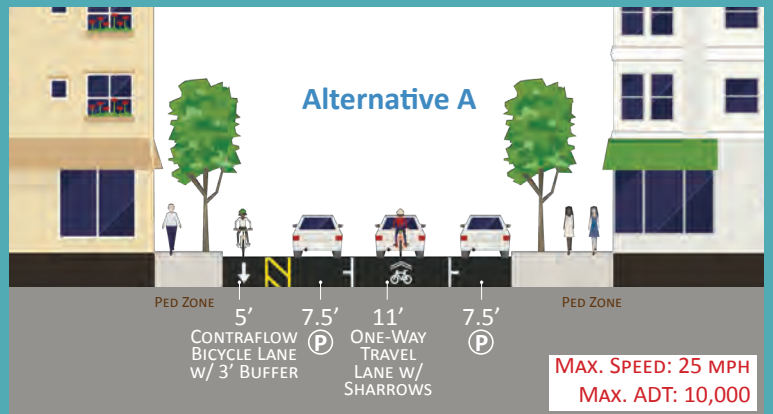 Alternative A
PED ZONE
5'
CONTRAFLOW
BICYCLE LANE
W/ 3' BUFFER
7.5'
P
11'
ONE-WAY
TRAVEL
LANE W/
SHARROWS
7.5'
P
PED ZONE
MAX. SPEED: 25 MPH
MAX. ADT: 10,000